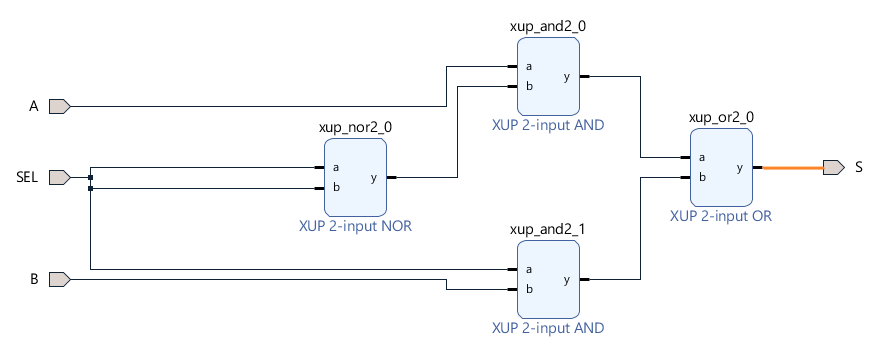 xup_and2_0
a
b
y
XUP 2-input AND
A
xup_nor2_0
a
b
y
XUP 2-input NOR
SEL
xup_or2_0
a
b
y
XUP 2-input OR
S
xup_and2_1
a
b
y
XUP 2-input AND
B